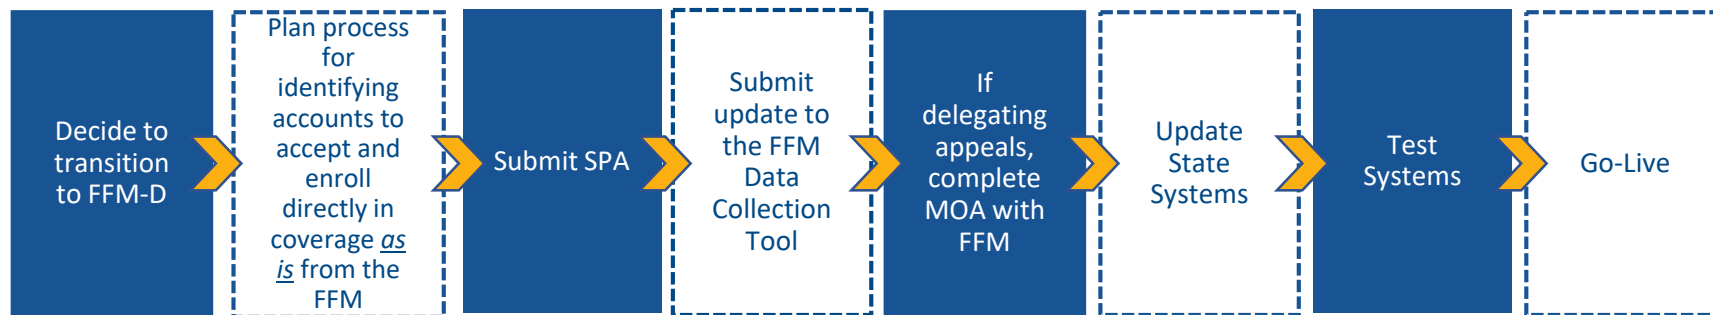 Decide to
transition
to FFM-D
Plan process
for
identifying
accounts to
accept and
enroll
directly in
coverage as
is from the
FFM
Submit SPA
Submit
update to
the FFM
Data
Collection
Tool
If
delegating
appeals,
complete
MOA with
FFM
Update
State
Systems
Test
Systems
Go-Live